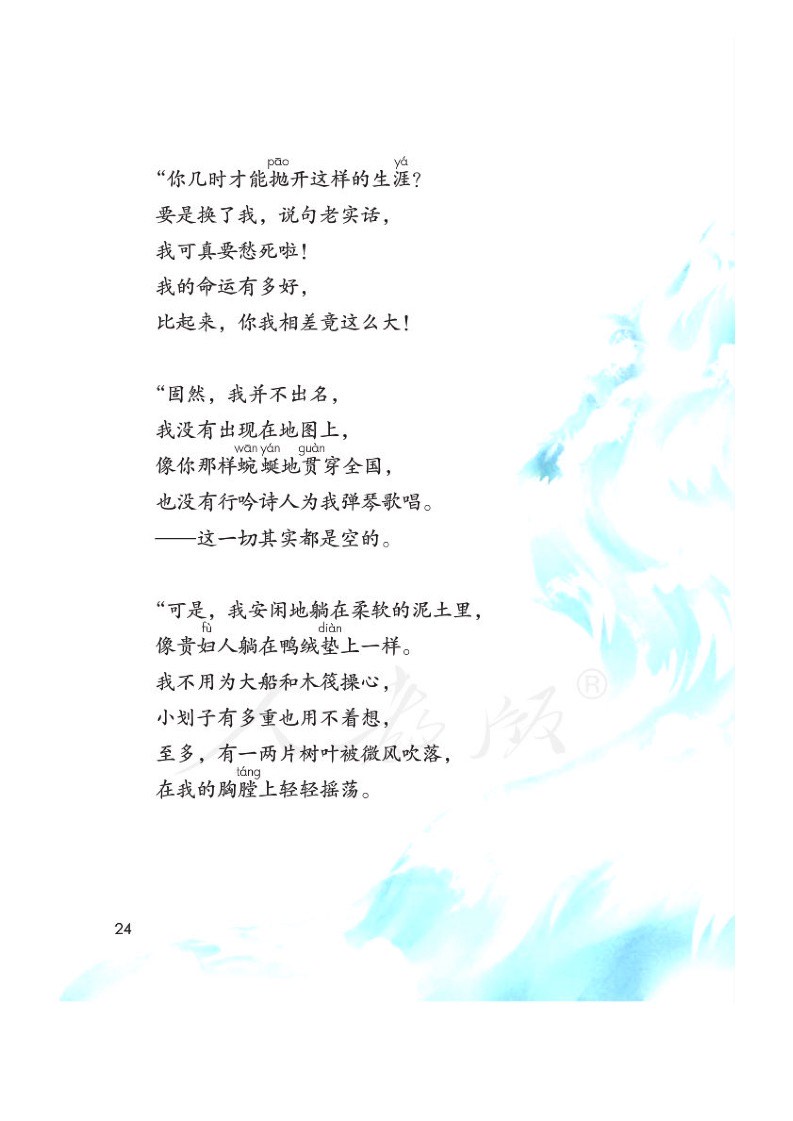 pāo yá
“你几时才能抛开这样的生涯？
要是换了我，说句老实话，
我可真要愁死啦！
我的命运有多好，
比起来，你我相差竟这么大！
“固然，我并不出名，
我没有出现在地图上，
wān yán guàn
像你那样蜿蜒地贯穿全国，
也没有行吟诗人为我弹琴歌唱。
——这一切其实都是空的。
“可是，我安闲地躺在柔软的泥土里，
fù diàn
像贵妇人躺在鸭绒垫上一样。
我不用为大船和木筏操心，
小划子有多重也用不着想，
至多，有一两片树叶被微风吹落，
táng
在我的胸膛上轻轻摇荡。
人教版®
24